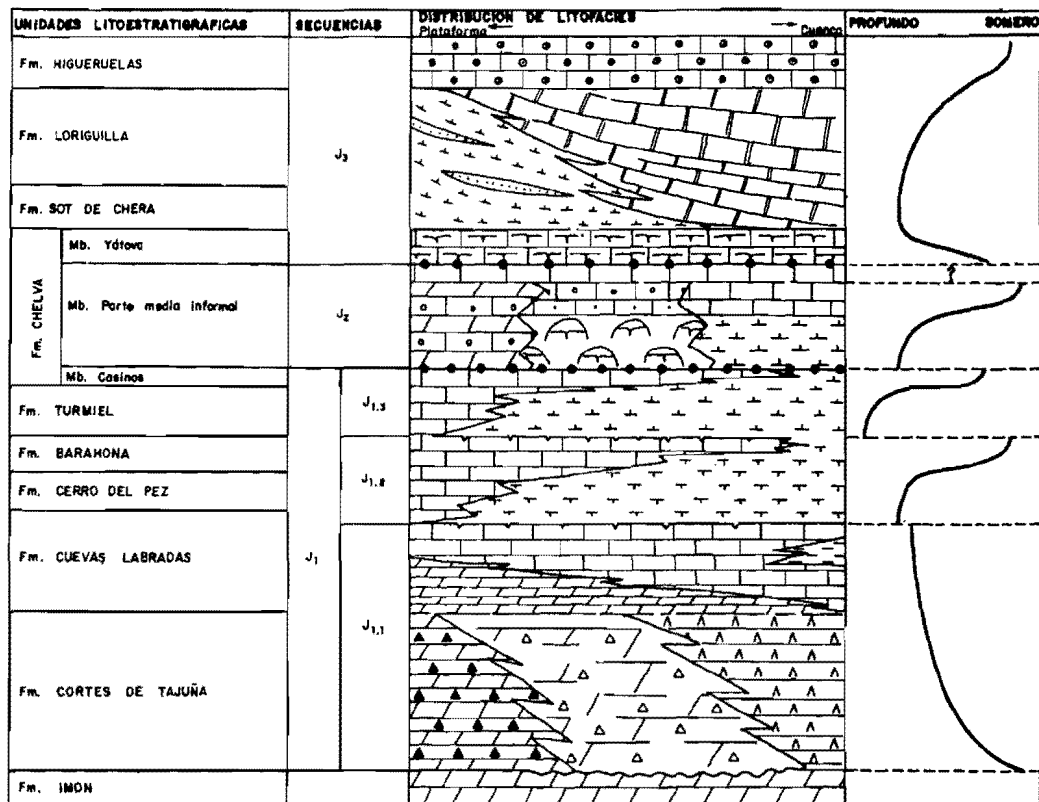 UNIDADES LITOESTRATIGRAFICAS
SECUENCIAS
DISTRIBUCIÓN DE LITOFACIES
Plataforma
Cuenca
PROFUNDO
SOMERO
Fm. HIGUERUELAS
Fm. LORIGUILLA
Fm. SOT DE CHERA
Fm. CHELVA
Mb. Yátova
Mb. Parte media informal
Mb. Casinos
Fm. TURMIEL
Fm. BARAHONA
Fm. CERRO DEL PEZ
Fm. CUEVAS LABRADAS
Fm. CORTES DE TAJUÑA
Fm. IMON
J3
J2
J1
J1,3
J1,2
J1,1